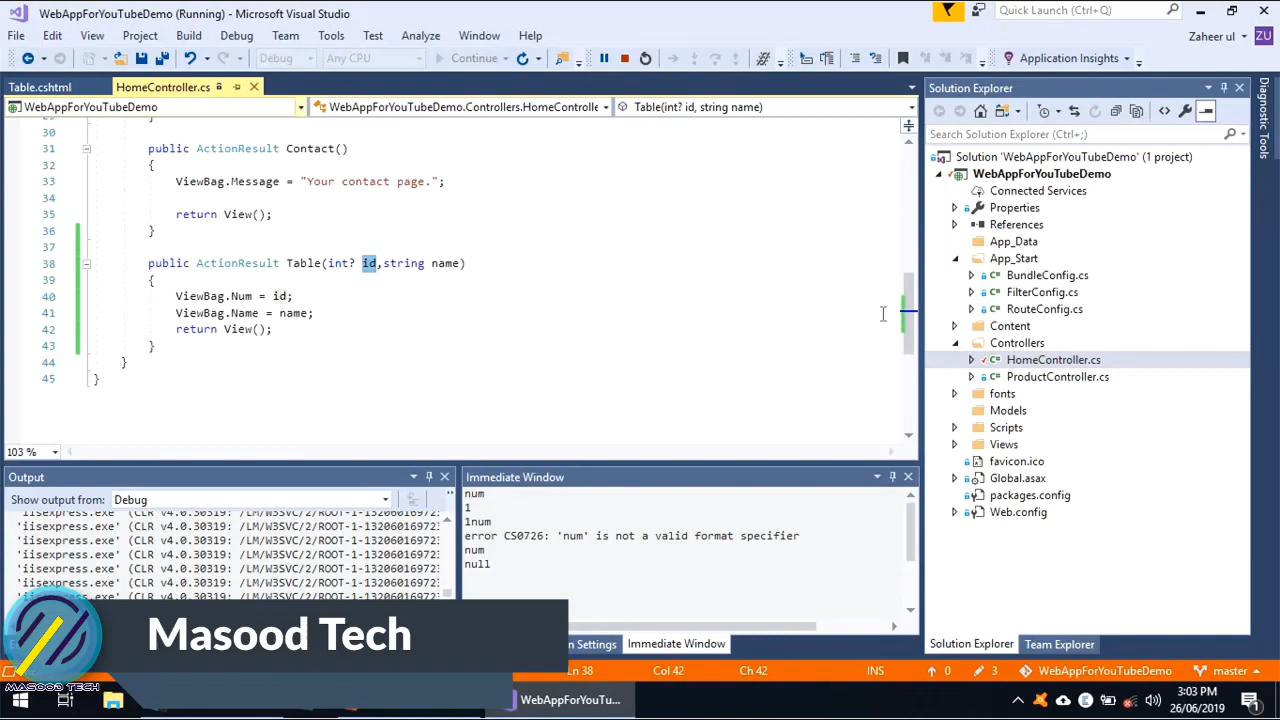 WebAppForYouTubeDemo (Running) - Microsoft Visual Studio
Quick Launch (Ctrl+;)
File Edit View Project Build Debug Team Tools Test Analyze Window Help
Zaheer ul ZU
Debug Any CPU Continue Application Insights
Table.cshtml HomeController.cs
WebAppForYouTubeDemo WebAppForYouTubeDemo.Controllers.HomeControlle Table(int? id, string name)
30
31 public ActionResult Contact()
32 {
33 ViewBag.Message = "Your contact page.";
34
35 return View();
36 }
37
38 public ActionResult Table(int? id,string name)
39 {
40 ViewBag.Num = id;
41 ViewBag.Name = name;
42 return View();
43 }
44 }
45 }
103 %
Solution Explorer
Search Solution Explorer (Ctrl+;)
Solution 'WebAppForYouTubeDemo' (1 project)
WebAppForYouTubeDemo
Connected Services
Properties
References
App_Data
App_Start
BundleConfig.cs
FilterConfig.cs
RouteConfig.cs
Content
Controllers
HomeController.cs
ProductController.cs
fonts
Models
Scripts
Views
favicon.ico
Global.asax
packages.config
Web.config
Solution Explorer Team Explorer
Diagnostic Tools
Output
Show output from: Debug
'iisexpress.exe' (CLR v4.0.30319: /LM/W3SVC/2/ROOT-1-1320601697
'iisexpress.exe' (CLR v4.0.30319: /LM/W3SVC/2/ROOT-1-1320601697
'iisexpress.exe' (CLR v4.0.30319: /LM/W3SVC/2/ROOT-1-1320601697
'iisexpress.exe' (CLR v4.0.30319: /LM/W3SVC/2/ROOT-1-1320601697
'iisexpress.exe' (CLR v4.0.30319: /LM/W3SVC/2/ROOT-1-1320601697
'iisexpress.exe' (CLR v4.0.30319: /LM/W3SVC/2/ROOT-1-1320601697
Immediate Window
num
1
1num
error CS0726: 'num' is not a valid format specifier
num
null
n Settings Immediate Window
Masood Tech
MASOOD TECH
Ln 38 Col 42 Ch 42 INS 0 3 WebAppForYouTubeDemo master
WebAppForYouTu...
3:03 PM
26/06/2019
1